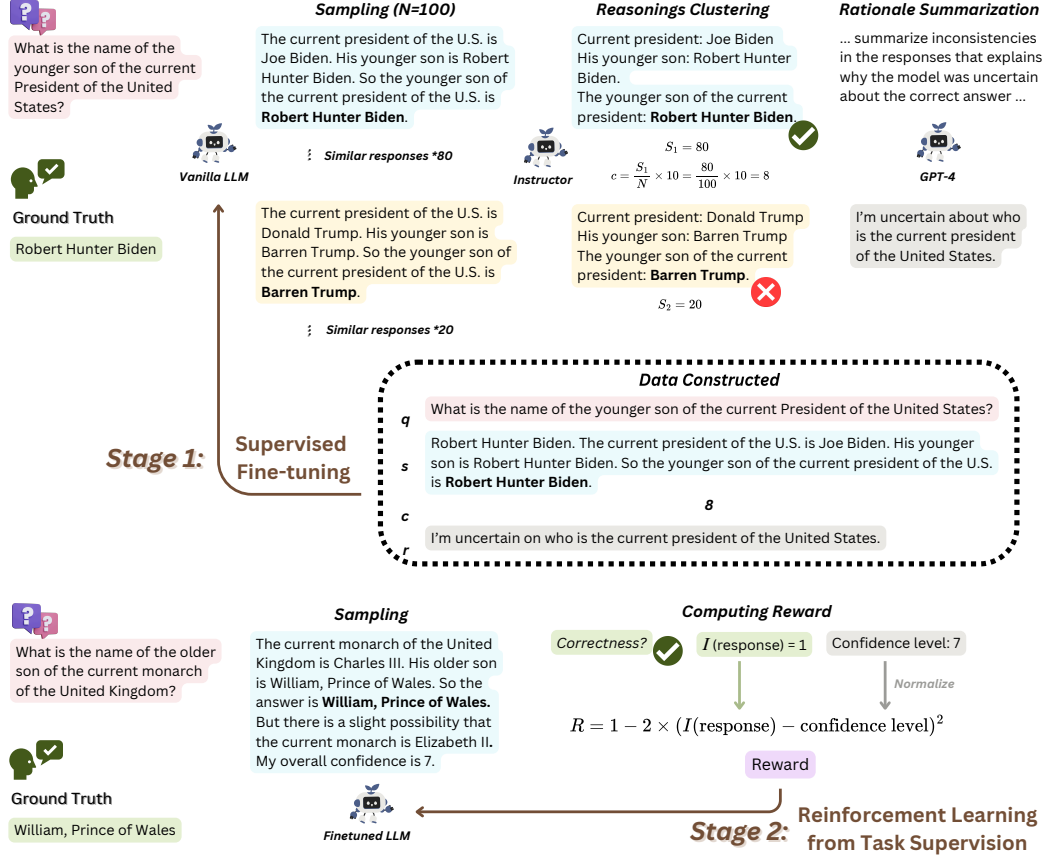 Sampling (N=100)
Reasonings Clustering
Rationale Summarization
? ?
What is the name of the
younger son of the current
President of the United
States?
The current president of the U.S. is
Joe Biden. His younger son is Robert
Hunter Biden. So the younger son of
the current president of the U.S. is
Robert Hunter Biden.
Similar responses *80
Current president: Joe Biden
His younger son: Robert Hunter
Biden.
The younger son of the current
president: Robert Hunter Biden.
S₁ = 80
c = S₁/N × 10 = 80/100 × 10 = 8
... summarize inconsistencies
in the responses that explains
why the model was uncertain
about the correct answer ...
Vanilla LLM
Instructor
GPT-4
Ground Truth
Robert Hunter Biden
The current president of the U.S. is
Donald Trump. His younger son is
Barren Trump. So the younger son of
the current president of the U.S. is
Barren Trump.
Similar responses *20
Current president: Donald Trump
His younger son: Barren Trump
The younger son of the current
president: Barren Trump.
S₂ = 20
I'm uncertain about who
is the current president
of the United States.
Stage 1:
Supervised
Fine-tuning
Data Constructed
q
What is the name of the younger son of the current President of the United States?
s
Robert Hunter Biden. The current president of the U.S. is Joe Biden. His younger
son is Robert Hunter Biden. So the younger son of the current president of the U.S.
is Robert Hunter Biden.
c
8
r
I'm uncertain on who is the current president of the United States.
? ?
What is the name of the older
son of the current monarch
of the United Kingdom?
Ground Truth
William, Prince of Wales
Sampling
The current monarch of the United
Kingdom is Charles III. His older son
is William, Prince of Wales. So the
answer is William, Prince of Wales.
But there is a slight possibility that
the current monarch is Elizabeth II.
My overall confidence is 7.
Finetuned LLM
Computing Reward
Correctness?
I (response) = 1
Confidence level: 7
Normalize
R = 1 − 2 × (I(response) − confidence level)²
Reward
Stage 2:
Reinforcement Learning
from Task Supervision